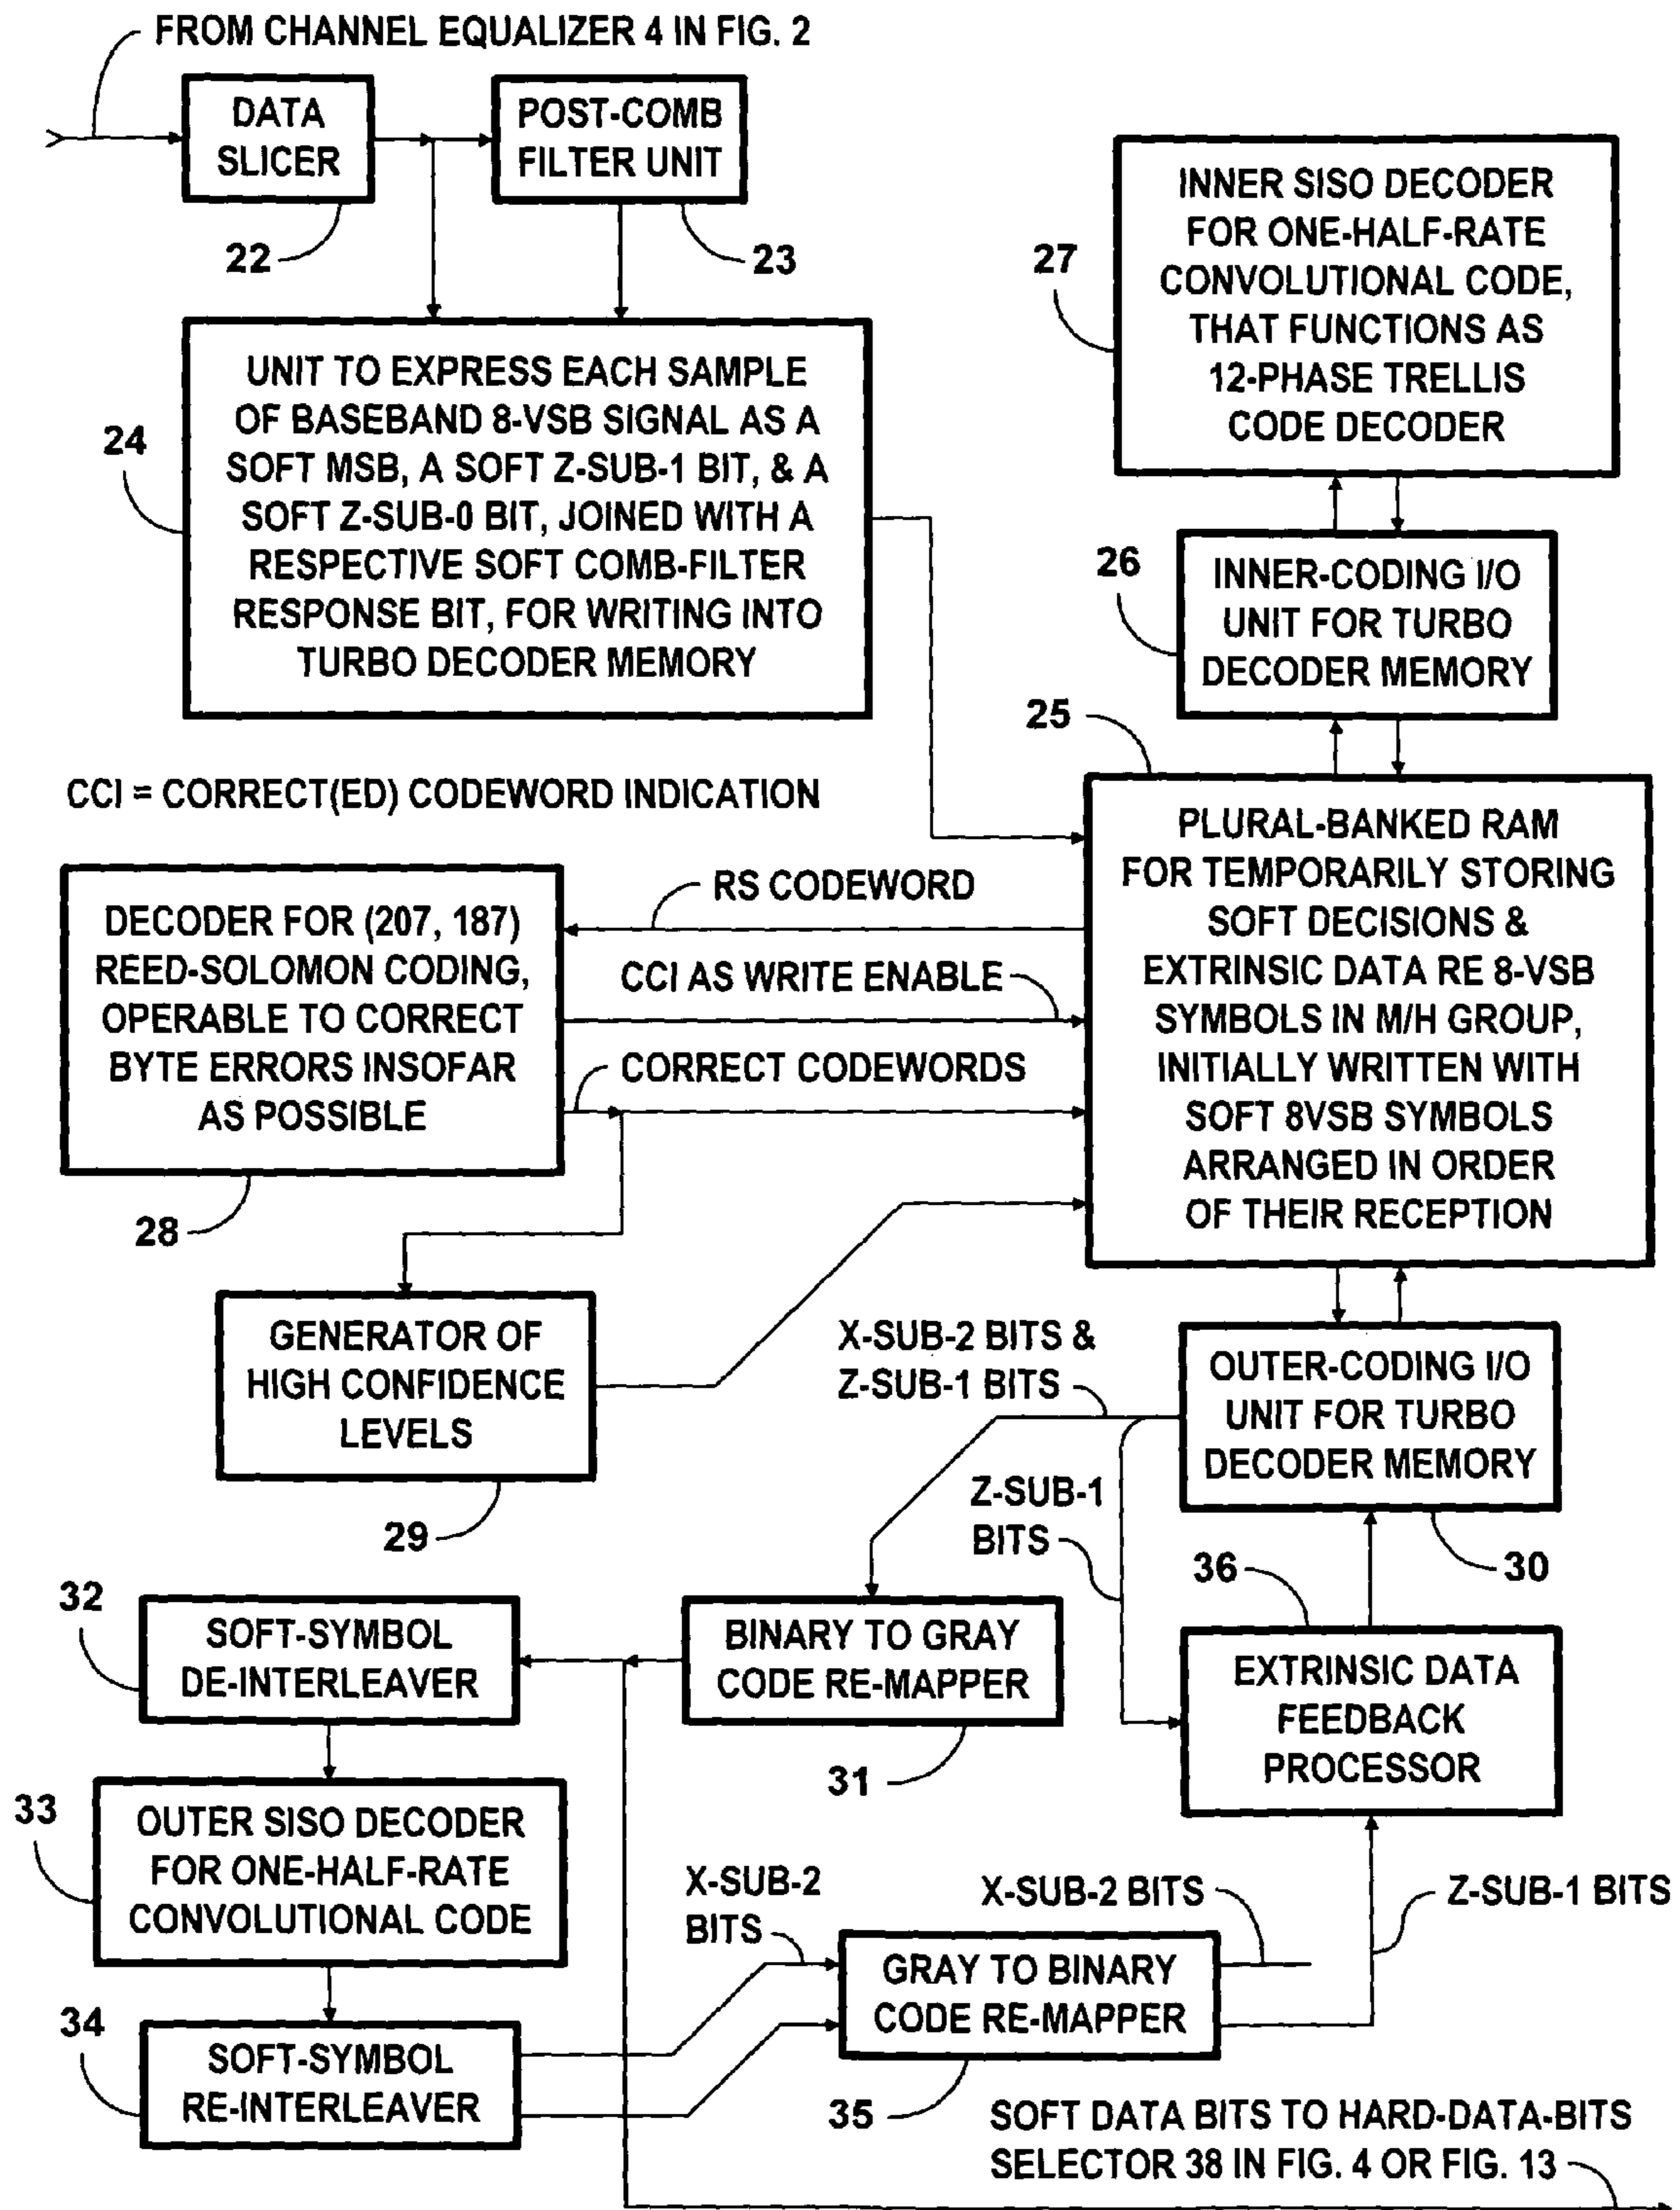 FROM CHANNEL EQUALIZER 4 IN FIG. 2
DATA
SLICER
22
POST-COMB
FILTER UNIT
23
24
UNIT TO EXPRESS EACH SAMPLE
OF BASEBAND 8-VSB SIGNAL AS A
SOFT MSB, A SOFT Z-SUB-1 BIT, & A
SOFT Z-SUB-0 BIT, JOINED WITH A
RESPECTIVE SOFT COMB-FILTER
RESPONSE BIT, FOR WRITING INTO
TURBO DECODER MEMORY
27
INNER SISO DECODER
FOR ONE-HALF-RATE
CONVOLUTIONAL CODE,
THAT FUNCTIONS AS
12-PHASE TRELLIS
CODE DECODER
26
INNER-CODING I/O
UNIT FOR TURBO
DECODER MEMORY
25
PLURAL-BANKED RAM
FOR TEMPORARILY STORING
SOFT DECISIONS &
EXTRINSIC DATA RE 8-VSB
SYMBOLS IN M/H GROUP,
INITIALLY WRITTEN WITH
SOFT 8VSB SYMBOLS
ARRANGED IN ORDER
OF THEIR RECEPTION
CCI = CORRECT(ED) CODEWORD INDICATION
DECODER FOR (207, 187)
REED-SOLOMON CODING,
OPERABLE TO CORRECT
BYTE ERRORS INSOFAR
AS POSSIBLE
28
RS CODEWORD
CCI AS WRITE ENABLE
CORRECT CODEWORDS
GENERATOR OF
HIGH CONFIDENCE
LEVELS
29
X-SUB-2 BITS &
Z-SUB-1 BITS
Z-SUB-1
BITS
OUTER-CODING I/O
UNIT FOR TURBO
DECODER MEMORY
30
36
EXTRINSIC DATA
FEEDBACK
PROCESSOR
32
SOFT-SYMBOL
DE-INTERLEAVER
BINARY TO GRAY
CODE RE-MAPPER
31
33
OUTER SISO DECODER
FOR ONE-HALF-RATE
CONVOLUTIONAL CODE
34
SOFT-SYMBOL
RE-INTERLEAVER
X-SUB-2
BITS
X-SUB-2 BITS
Z-SUB-1 BITS
GRAY TO BINARY
CODE RE-MAPPER
35
SOFT DATA BITS TO HARD-DATA-BITS
SELECTOR 38 IN FIG. 4 OR FIG. 13